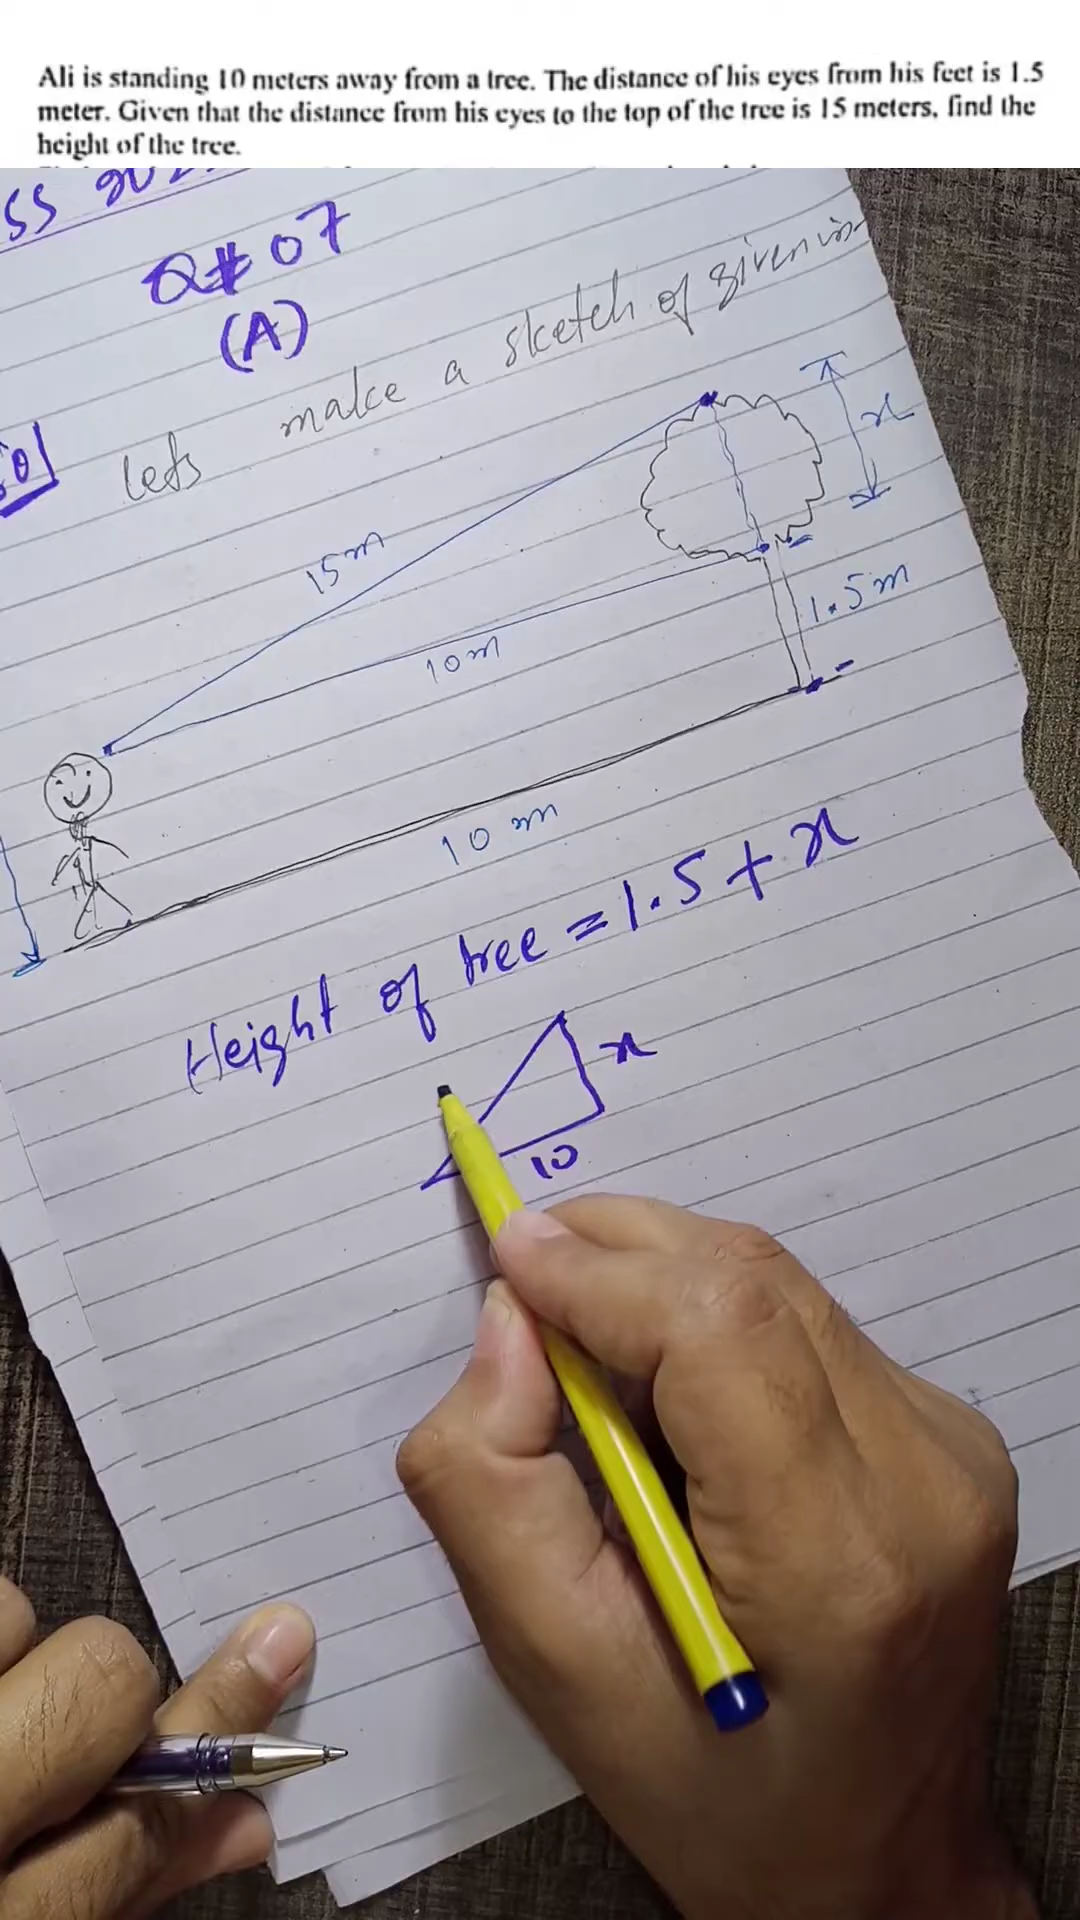 Ali is standing 10 meters away from a tree. The distance of his eyes from his feet is 1.5
meter. Given that the distance from his eyes to the top of the tree is 15 meters, find the
height of the tree.
SS
Q# 07
(A)
lets make a sketch of given
x
15m
1.5m
10m
10 m
Height of tree = 1.5 + x
x
10